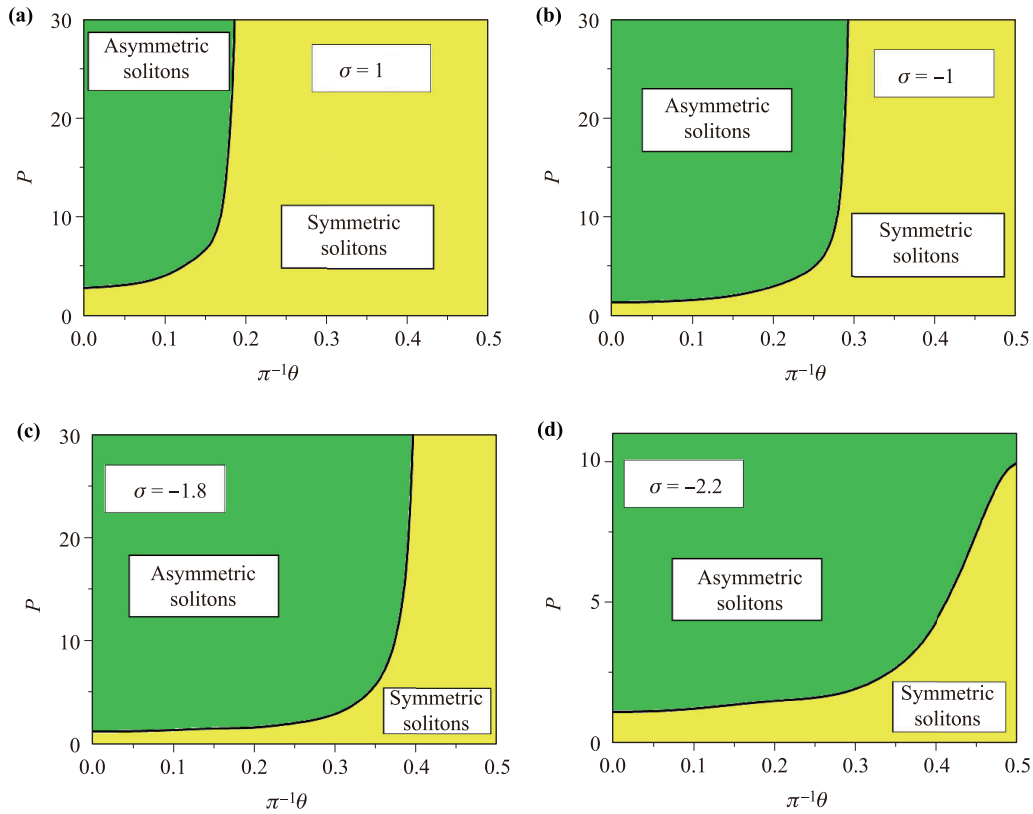 (a)
30
Asymmetric
solitons
σ = 1
20
P
10
Symmetric
solitons
0
0.0 0.1 0.2 0.3 0.4 0.5
π⁻¹θ
(b)
30
σ = −1
Asymmetric
solitons
20
P
10
Symmetric
solitons
0
0.0 0.1 0.2 0.3 0.4 0.5
π⁻¹θ
(c)
30
σ = −1.8
20
Asymmetric
solitons
P
10
Symmetric
solitons
0
0.0 0.1 0.2 0.3 0.4 0.5
π⁻¹θ
(d)
10
σ = −2.2
Asymmetric
solitons
P
5
Symmetric
solitons
0
0.0 0.1 0.2 0.3 0.4 0.5
π⁻¹θ